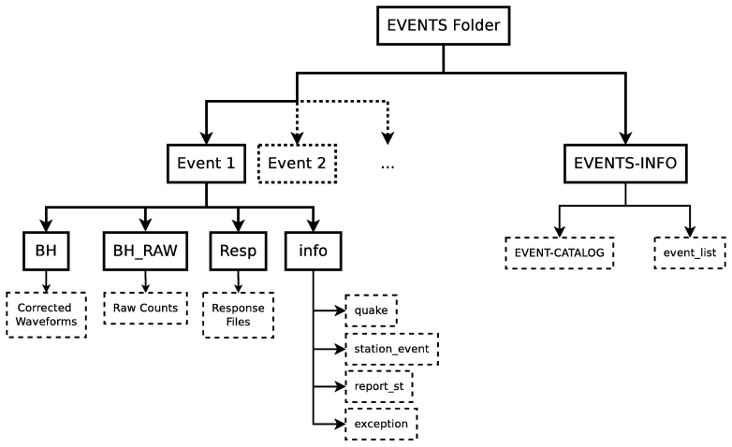 EVENTS Folder
Event 1
Event 2
...
EVENTS-INFO
BH
BH_RAW
Resp
info
EVENT-CATALOG
event_list
Corrected
Waveforms
Raw Counts
Response
Files
quake
station_event
report_st
exception